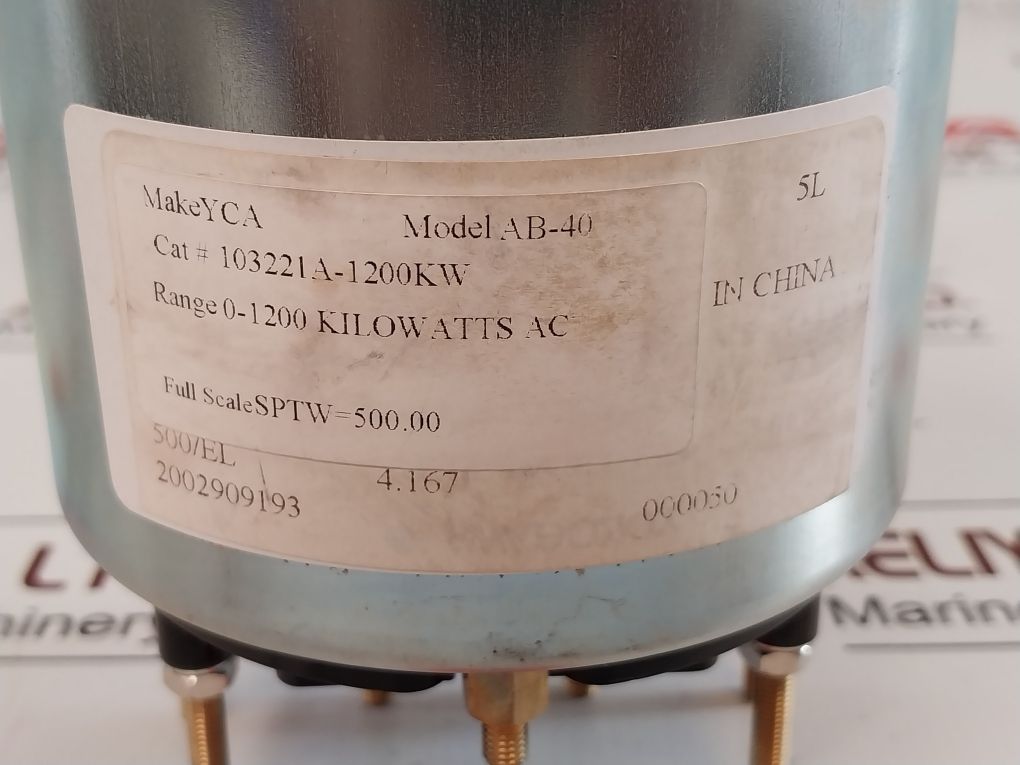 MakeYCA Model AB-40 5L
Cat # 103221A-1200KW
Range 0-1200 KILOWATTS AC IN CHINA
Full ScaleSPTW=500.00
500/EL 4.167
2002909193 000050
Marin